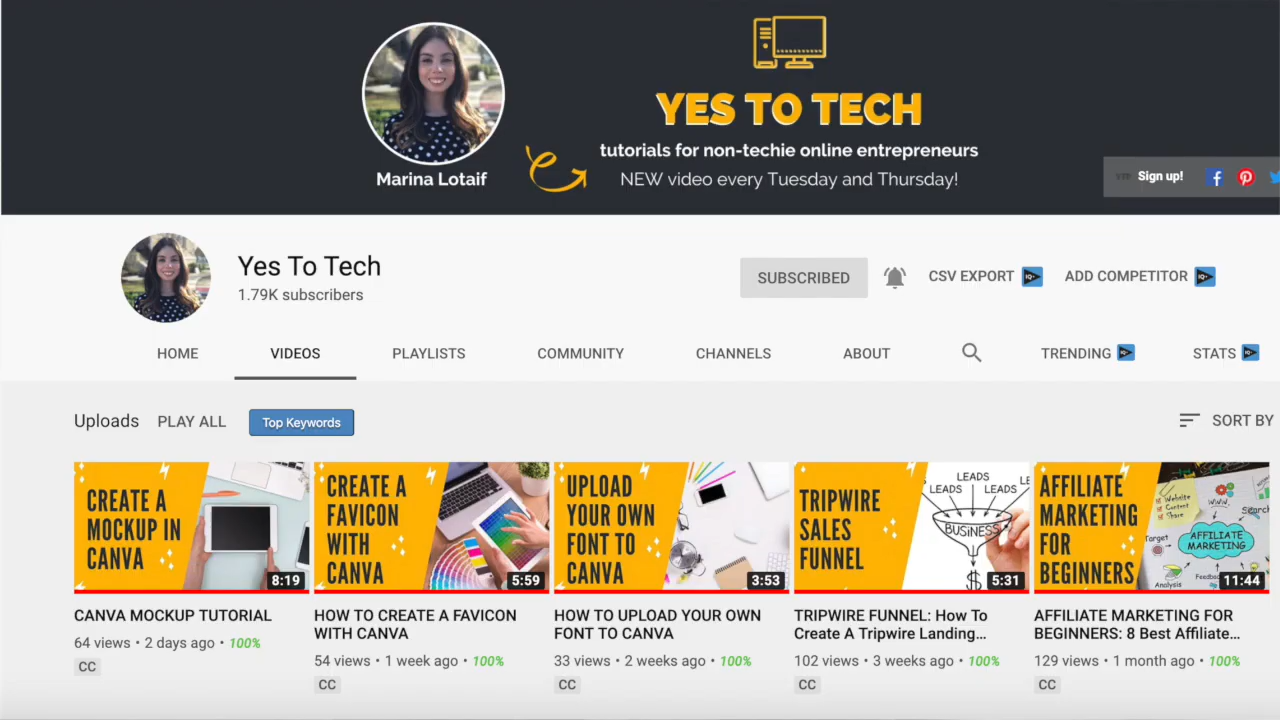 YES TO TECH
tutorials for non-techie online entrepreneurs
NEW video every Tuesday and Thursday!
Marina Lotaif
Sign up!
Yes To Tech
1.79K subscribers
SUBSCRIBED
CSV EXPORT
ADD COMPETITOR
HOME
VIDEOS
PLAYLISTS
COMMUNITY
CHANNELS
ABOUT
TRENDING
STATS
Uploads
PLAY ALL
Top Keywords
SORT BY
CREATE A
MOCKUP IN
CANVA
8:19
CREATE A
FAVICON
WITH
CANVA
5:59
UPLOAD
YOUR OWN
FONT TO
CANVA
3:53
TRIPWIRE
SALES
FUNNEL
LEADS
LEADS
LEADS
BUSINESS
$
5:31
AFFILIATE
MARKETING
FOR
BEGINNERS
Website
Content
Share
WWW
Search
Target
AFFILIATE
MARKETING
Analysis
11:44
CANVA MOCKUP TUTORIAL
64 views • 2 days ago • 100%
CC
HOW TO CREATE A FAVICON
WITH CANVA
54 views • 1 week ago • 100%
CC
HOW TO UPLOAD YOUR OWN
FONT TO CANVA
33 views • 2 weeks ago • 100%
CC
TRIPWIRE FUNNEL: How To
Create A Tripwire Landing...
102 views • 3 weeks ago • 100%
CC
AFFILIATE MARKETING FOR
BEGINNERS: 8 Best Affiliate...
129 views • 1 month ago • 100%
CC